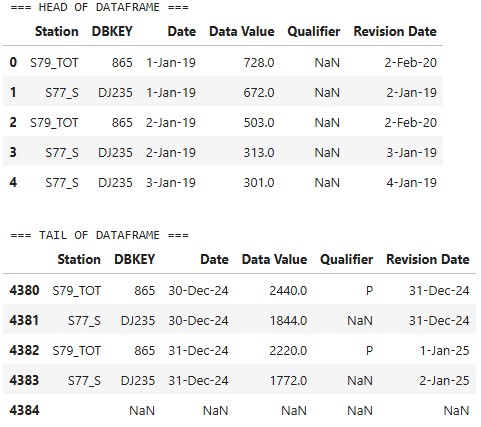 === HEAD OF DATAFRAME ===
Station DBKEY Date Data Value Qualifier Revision Date
0 S79_TOT 865 1-Jan-19 728.0 NaN 2-Feb-20
1 S77_S DJ235 1-Jan-19 672.0 NaN 2-Jan-19
2 S79_TOT 865 2-Jan-19 503.0 NaN 2-Feb-20
3 S77_S DJ235 2-Jan-19 313.0 NaN 3-Jan-19
4 S77_S DJ235 3-Jan-19 301.0 NaN 4-Jan-19
=== TAIL OF DATAFRAME ===
Station DBKEY Date Data Value Qualifier Revision Date
4380 S79_TOT 865 30-Dec-24 2440.0 P 31-Dec-24
4381 S77_S DJ235 30-Dec-24 1844.0 NaN 31-Dec-24
4382 S79_TOT 865 31-Dec-24 2220.0 P 1-Jan-25
4383 S77_S DJ235 31-Dec-24 1772.0 NaN 2-Jan-25
4384 NaN NaN NaN NaN NaN